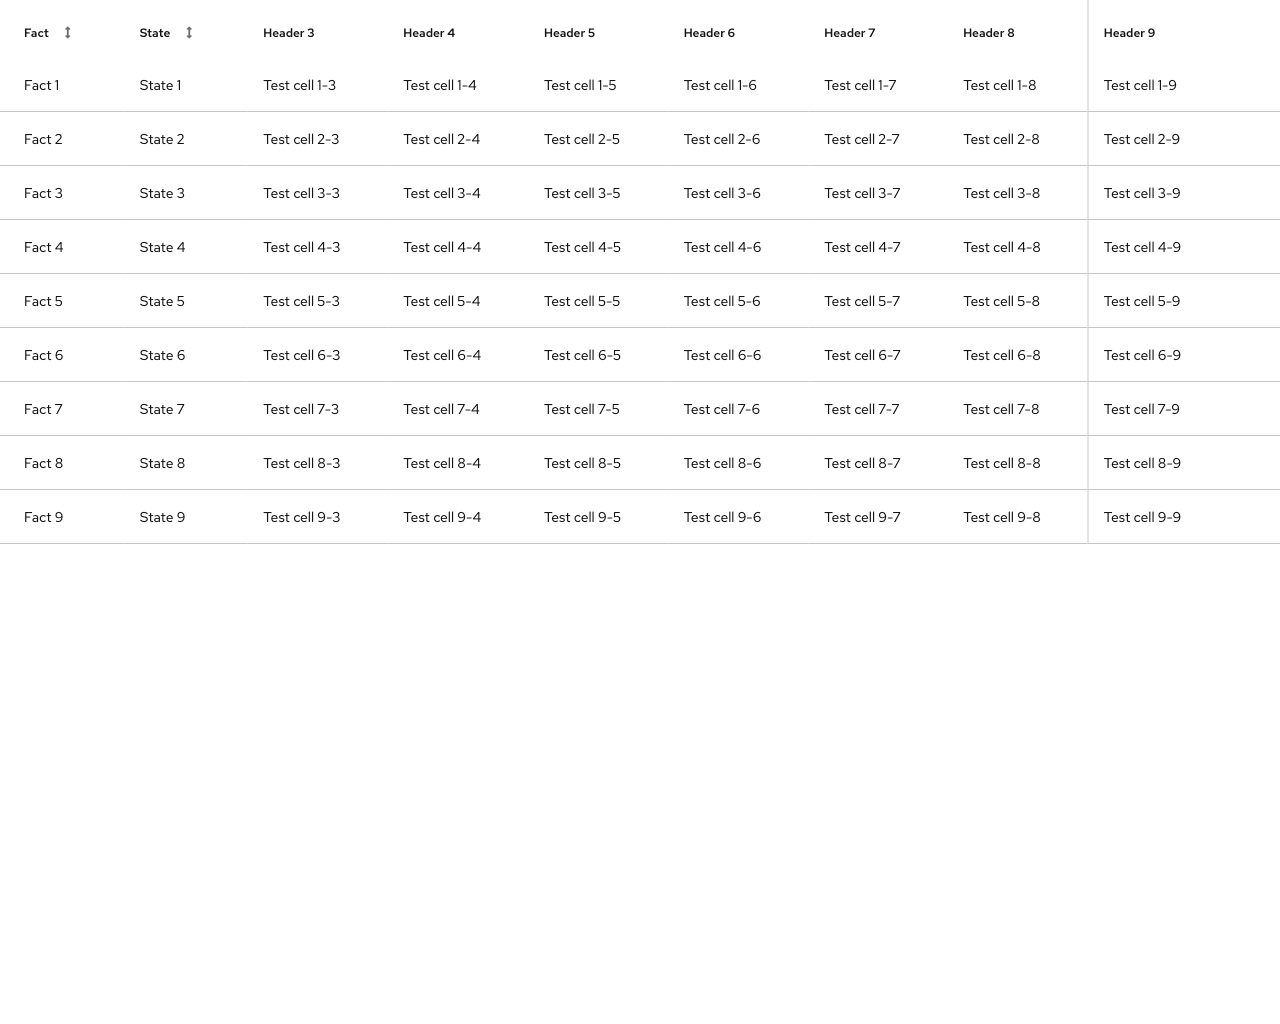 Fact State Header 3 Header 4 Header 5 Header 6 Header 7 Header 8 Header 9
Fact 1 State 1 Test cell 1-3 Test cell 1-4 Test cell 1-5 Test cell 1-6 Test cell 1-7 Test cell 1-8 Test cell 1-9
Fact 2 State 2 Test cell 2-3 Test cell 2-4 Test cell 2-5 Test cell 2-6 Test cell 2-7 Test cell 2-8 Test cell 2-9
Fact 3 State 3 Test cell 3-3 Test cell 3-4 Test cell 3-5 Test cell 3-6 Test cell 3-7 Test cell 3-8 Test cell 3-9
Fact 4 State 4 Test cell 4-3 Test cell 4-4 Test cell 4-5 Test cell 4-6 Test cell 4-7 Test cell 4-8 Test cell 4-9
Fact 5 State 5 Test cell 5-3 Test cell 5-4 Test cell 5-5 Test cell 5-6 Test cell 5-7 Test cell 5-8 Test cell 5-9
Fact 6 State 6 Test cell 6-3 Test cell 6-4 Test cell 6-5 Test cell 6-6 Test cell 6-7 Test cell 6-8 Test cell 6-9
Fact 7 State 7 Test cell 7-3 Test cell 7-4 Test cell 7-5 Test cell 7-6 Test cell 7-7 Test cell 7-8 Test cell 7-9
Fact 8 State 8 Test cell 8-3 Test cell 8-4 Test cell 8-5 Test cell 8-6 Test cell 8-7 Test cell 8-8 Test cell 8-9
Fact 9 State 9 Test cell 9-3 Test cell 9-4 Test cell 9-5 Test cell 9-6 Test cell 9-7 Test cell 9-8 Test cell 9-9